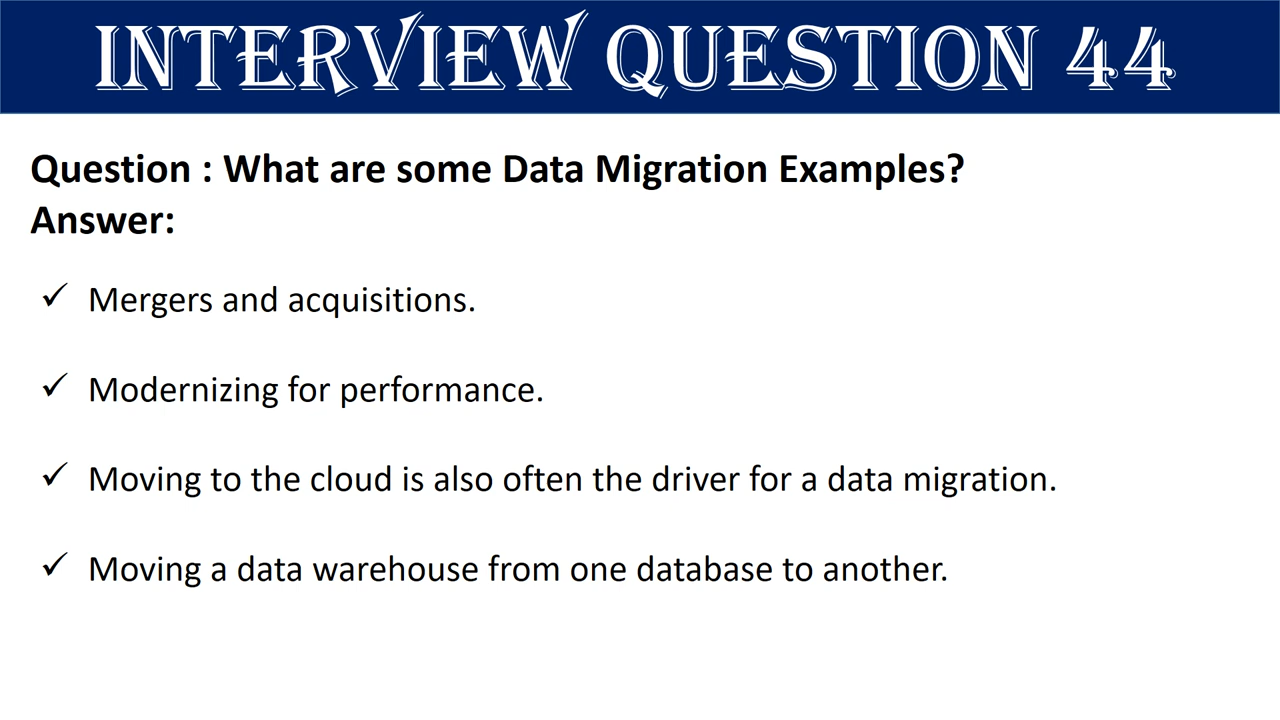 INTERVIEW QUESTION 44
Question : What are some Data Migration Examples?
Answer:
✓ Mergers and acquisitions.
✓ Modernizing for performance.
✓ Moving to the cloud is also often the driver for a data migration.
✓ Moving a data warehouse from one database to another.